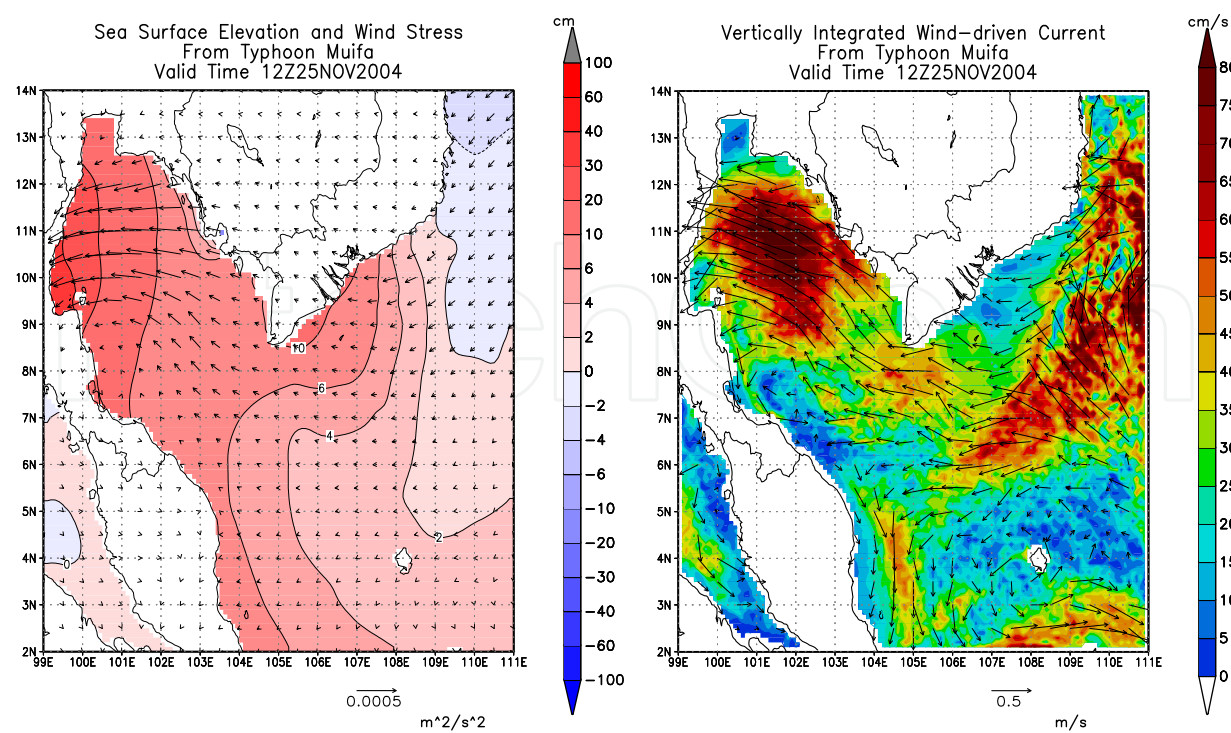 Sea Surface Elevation and Wind Stress
From Typhoon Muifa
Valid Time 12Z25NOV2004
cm
14N
13N
12N
11N
10N
9N
8N
7N
6N
5N
4N
3N
2N
99E 100E 101E 102E 103E 104E 105E 106E 107E 108E 109E 110E 111E
10
6
4
2
0
100
60
40
30
20
10
6
4
2
0
−2
−4
−6
−10
−20
−30
−40
−60
−100
0.0005
m^2/s^2
Vertically Integrated Wind−driven Current
From Typhoon Muifa
Valid Time 12Z25NOV2004
cm/s
14N
13N
12N
11N
10N
9N
8N
7N
6N
5N
4N
3N
2N
99E 100E 101E 102E 103E 104E 105E 106E 107E 108E 109E 110E 111E
80
75
70
65
60
55
50
45
40
35
30
25
20
15
10
5
0
0.5
m/s